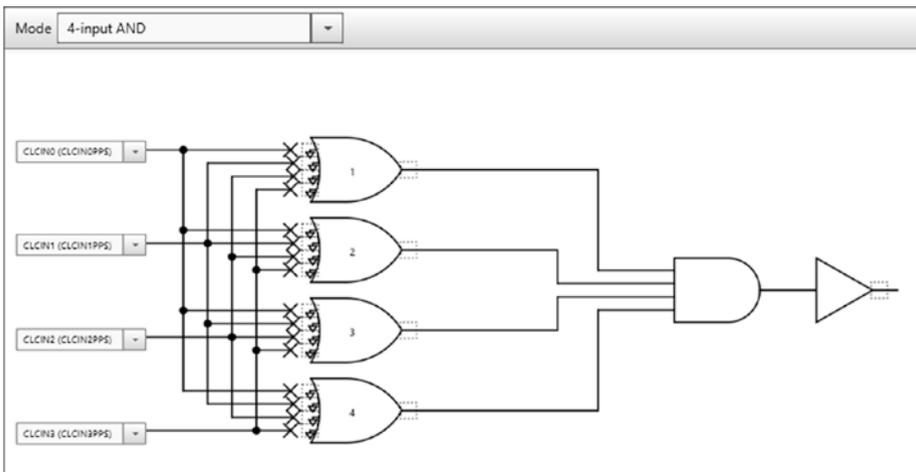 Mode 4-input AND
CLCIN0 (CLCIN0PPS)
1
CLCIN1 (CLCIN1PPS)
2
CLCIN2 (CLCIN2PPS)
3
CLCIN3 (CLCIN3PPS)
4